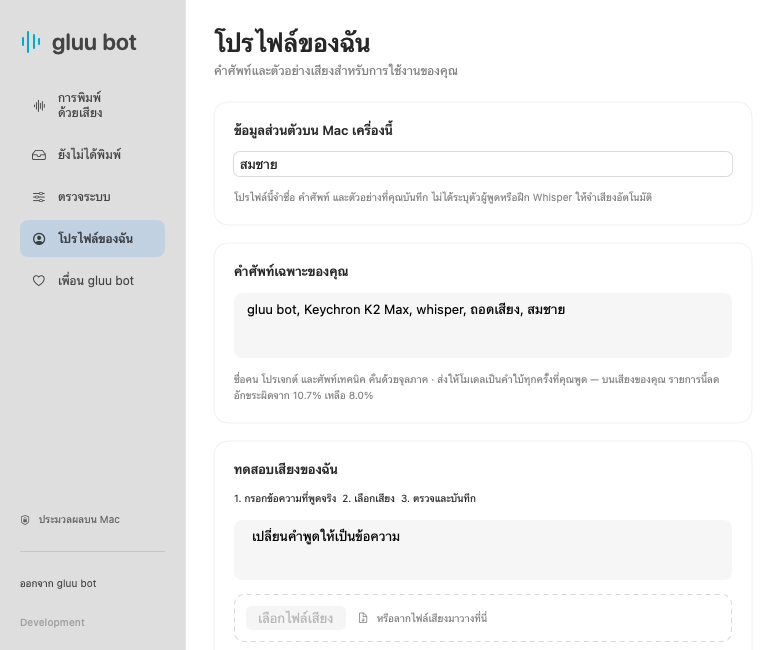 gluu bot
การพิมพ์
ด้วยเสียง
ยังไม่ได้พิมพ์
ตรวจระบบ
โปรไฟล์ของฉัน
เพื่อน gluu bot
ประมวลผลบน Mac
ออกจาก gluu bot
Development
โปรไฟล์ของฉัน
คำศัพท์และตัวอย่างเสียงสำหรับการใช้งานของคุณ
ข้อมูลส่วนตัวบน Mac เครื่องนี้
สมชาย
โปรไฟล์นี้จำชื่อ คำศัพท์ และตัวอย่างที่คุณบันทึก ไม่ได้ระบุตัวผู้พูดหรือฝึก Whisper ให้จำเสียงอัตโนมัติ
คำศัพท์เฉพาะของคุณ
gluu bot, Keychron K2 Max, whisper, ถอดเสียง, สมชาย
ชื่อคน โปรเจกต์ และศัพท์เทคนิค คั่นด้วยจุลภาค · ส่งให้โมเดลเป็นคำใบ้ทุกครั้งที่คุณพูด — บนเสียงของคุณ รายการนี้ลด
อักขระผิดจาก 10.7% เหลือ 8.0%
ทดสอบเสียงของฉัน
1. กรอกข้อความที่พูดจริง 2. เลือกเสียง 3. ตรวจและบันทึก
เปลี่ยนคำพูดให้เป็นข้อความ
เลือกไฟล์เสียง
หรือลากไฟล์เสียงมาวางที่นี่